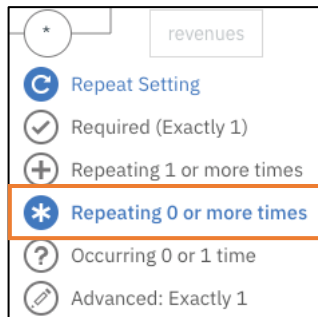 *
revenues
Repeat Setting
Required (Exactly 1)
Repeating 1 or more times
Repeating 0 or more times
Occurring 0 or 1 time
Advanced: Exactly 1